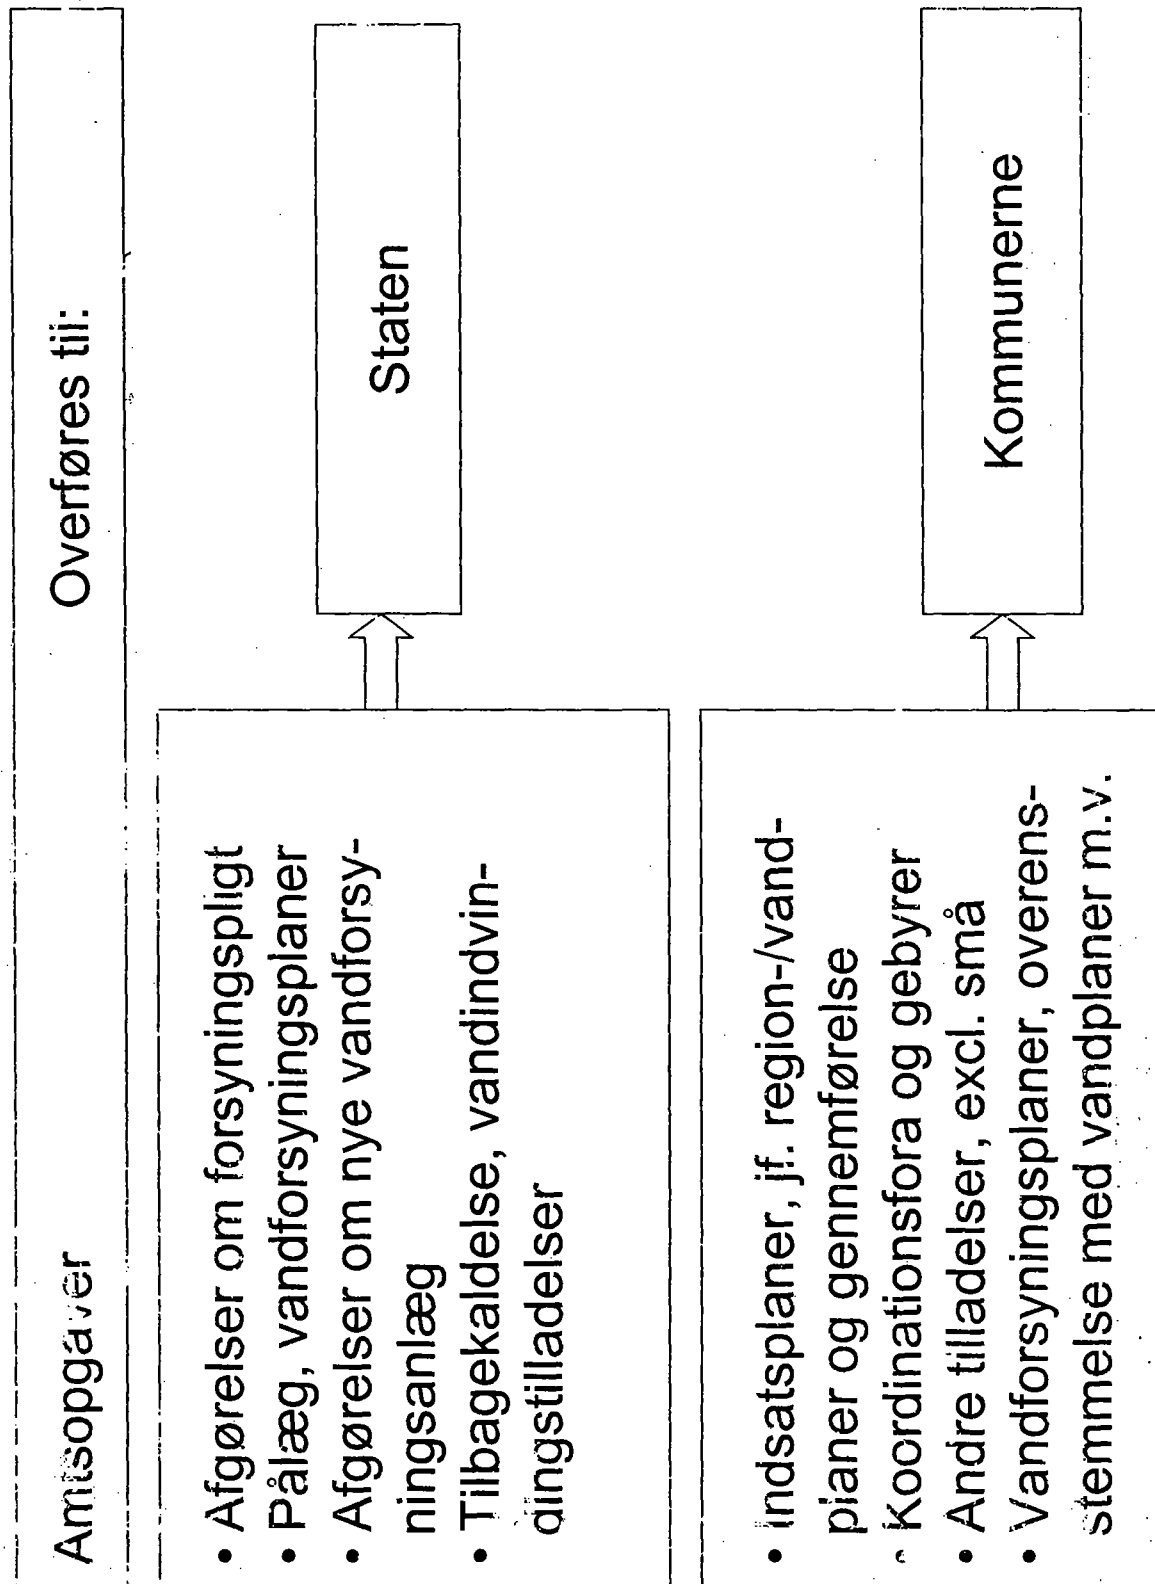 Amtsopgaver
Overføres til:
• Afgørelser om forsyningspligt
• Pålæg, vandforsyningsplaner
• Afgørelser om nye vandforsy-
ningsanlæg
• Tilbagekaldelse, vandindvin-
dingstilladelser
Staten
• Indsatsplaner, jf. region-/vand-
planer og gennemførelse
• Koordinationsfora og gebyrer
• Andre tilladelser, excl. små
• Vandforsyningsplaner, overens-
stemmelse med vandplaner m.v.
Kommunerne